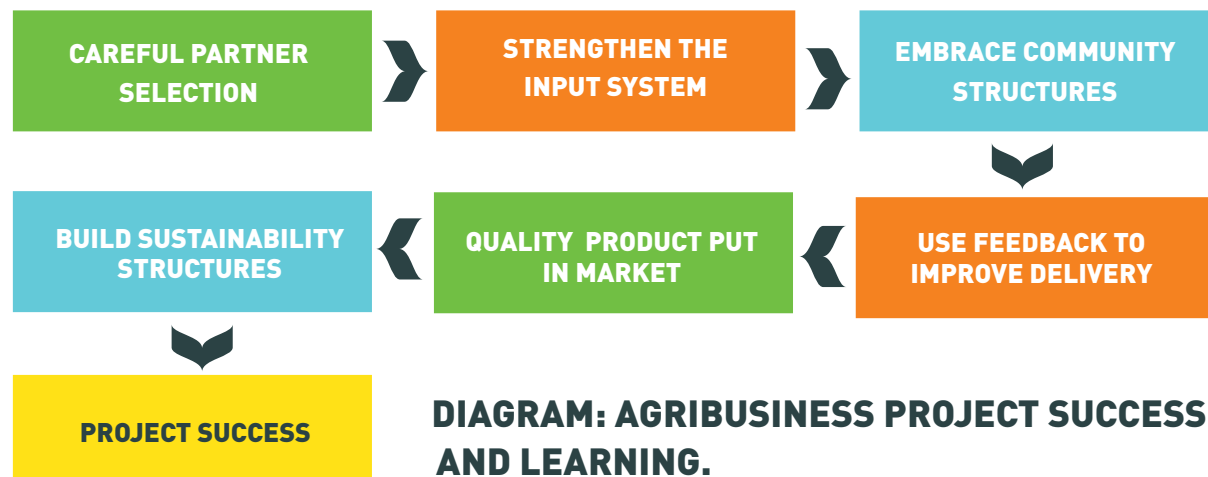 CAREFUL PARTNER
SELECTION
STRENGTHEN THE
INPUT SYSTEM
EMBRACE COMMUNITY
STRUCTURES
USE FEEDBACK TO
IMPROVE DELIVERY
QUALITY PRODUCT PUT
IN MARKET
BUILD SUSTAINABILITY
STRUCTURES
PROJECT SUCCESS
DIAGRAM: AGRIBUSINESS PROJECT SUCCESS
AND LEARNING.